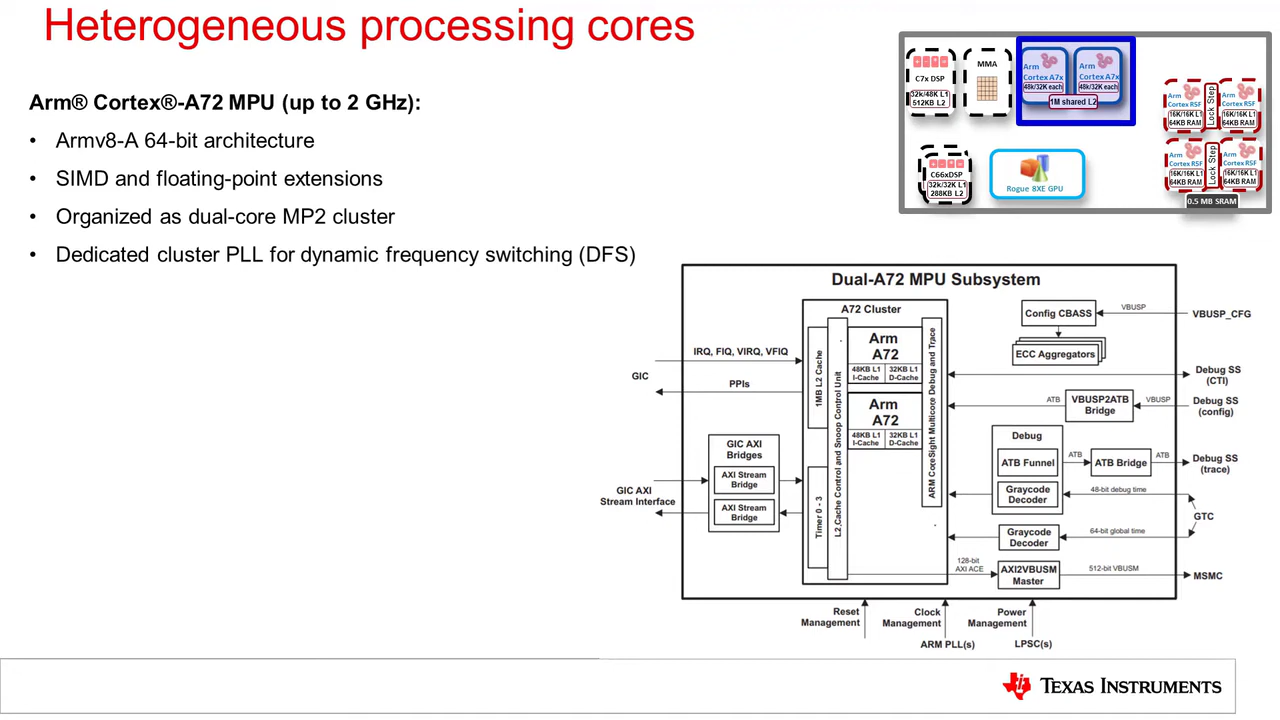 Heterogeneous processing cores
Arm® Cortex®-A72 MPU (up to 2 GHz):
• Armv8-A 64-bit architecture
• SIMD and floating-point extensions
• Organized as dual-core MP2 cluster
• Dedicated cluster PLL for dynamic frequency switching (DFS)
C7x DSP
32k/48K L1
512KB L2
MMA
Arm
Cortex A7x
48k/32K each
Arm
Cortex A7x
48k/32K each
1M shared L2
C66xDSP
32k/32K L1
288KB L2
Rogue 8XE GPU
Arm
Cortex R5F
16K/16K L1
64KB RAM
Lock Step
Arm
Cortex R5F
16K/16K L1
64KB RAM
Arm
Cortex R5F
16K/16K L1
64KB RAM
Lock Step
Arm
Cortex R5F
16K/16K L1
64KB RAM
0.5 MB SRAM
Dual-A72 MPU Subsystem
A72 Cluster
1MB L2 Cache
Timer 0 - 3
L2,Cache Control and Snoop Control Unit
Arm
A72
48KB L1
I-Cache
32KB L1
D-Cache
Arm
A72
48KB L1
I-Cache
32KB L1
D-Cache
ARM CoreSight Multicore Debug and Trace
GIC
IRQ, FIQ, VIRQ, VFIQ
PPIs
GIC AXI
Stream Interface
GIC AXI
Bridges
AXI Stream
Bridge
AXI Stream
Bridge
Config CBASS
VBUSP
VBUSP_CFG
ECC Aggregators
Debug SS
(CTI)
ATB
VBUSP2ATB
Bridge
VBUSP
Debug SS
(config)
Debug
ATB Funnel
ATB
ATB Bridge
ATB
Debug SS
(trace)
Graycode
Decoder
48-bit debug time
GTC
Graycode
Decoder
64-bit global time
128-bit
AXI ACE
AXI2VBUSM
Master
512-bit VBUSM
MSMC
Reset
Management
Clock
Management
Power
Management
ARM PLL(s)
LPSC(s)
TEXAS INSTRUMENTS